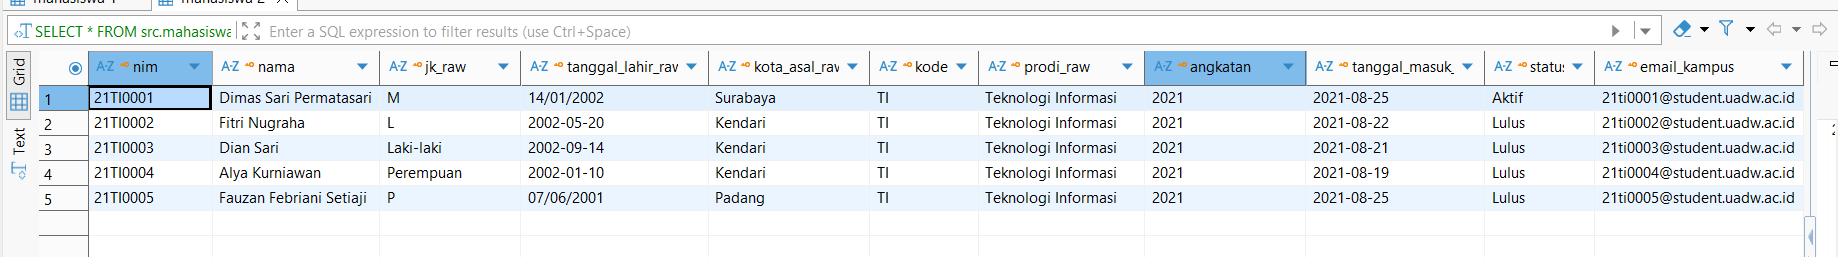 mahasiswa 1 mahasiswa 2
SELECT * FROM src.mahasiswa Enter a SQL expression to filter results (use Ctrl+Space)
Grid
Text
A-Z nim A-Z nama A-Z jk_raw A-Z tanggal_lahir_raw A-Z kota_asal_raw A-Z kode A-Z prodi_raw A-Z angkatan A-Z tanggal_masuk_ A-Z status A-Z email_kampus
1 21TI0001 Dimas Sari Permatasari M 14/01/2002 Surabaya TI Teknologi Informasi 2021 2021-08-25 Aktif 21ti0001@student.uadw.ac.id
2 21TI0002 Fitri Nugraha L 2002-05-20 Kendari TI Teknologi Informasi 2021 2021-08-22 Lulus 21ti0002@student.uadw.ac.id
3 21TI0003 Dian Sari Laki-laki 2002-09-14 Kendari TI Teknologi Informasi 2021 2021-08-21 Lulus 21ti0003@student.uadw.ac.id
4 21TI0004 Alya Kurniawan Perempuan 2002-01-10 Kendari TI Teknologi Informasi 2021 2021-08-19 Lulus 21ti0004@student.uadw.ac.id
5 21TI0005 Fauzan Febriani Setiaji P 07/06/2001 Padang TI Teknologi Informasi 2021 2021-08-25 Lulus 21ti0005@student.uadw.ac.id